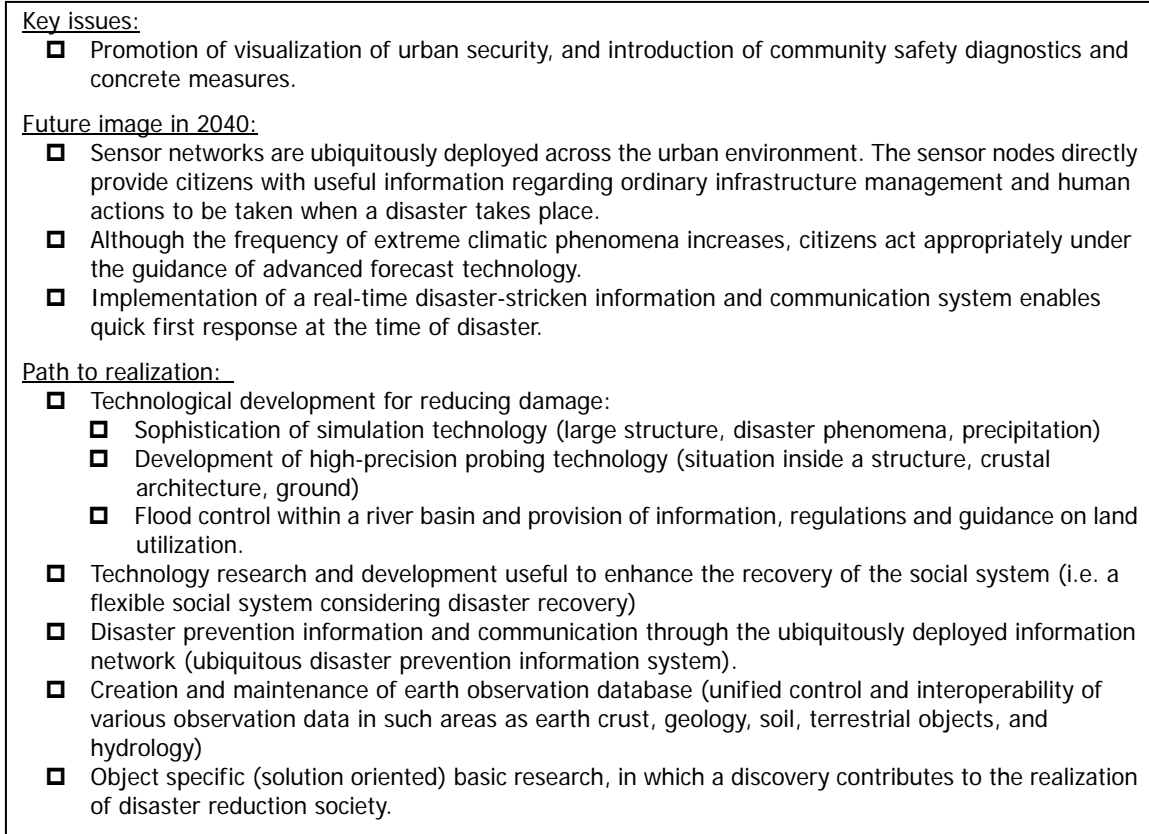 Key issues:
Promotion of visualization of urban security, and introduction of community safety diagnostics and
concrete measures.
Future image in 2040:
Sensor networks are ubiquitously deployed across the urban environment. The sensor nodes directly
provide citizens with useful information regarding ordinary infrastructure management and human
actions to be taken when a disaster takes place.
Although the frequency of extreme climatic phenomena increases, citizens act appropriately under
the guidance of advanced forecast technology.
Implementation of a real-time disaster-stricken information and communication system enables
quick first response at the time of disaster.
Path to realization:
Technological development for reducing damage:
Sophistication of simulation technology (large structure, disaster phenomena, precipitation)
Development of high-precision probing technology (situation inside a structure, crustal
architecture, ground)
Flood control within a river basin and provision of information, regulations and guidance on land
utilization.
Technology research and development useful to enhance the recovery of the social system (i.e. a
flexible social system considering disaster recovery)
Disaster prevention information and communication through the ubiquitously deployed information
network (ubiquitous disaster prevention information system).
Creation and maintenance of earth observation database (unified control and interoperability of
various observation data in such areas as earth crust, geology, soil, terrestrial objects, and
hydrology)
Object specific (solution oriented) basic research, in which a discovery contributes to the realization
of disaster reduction society.